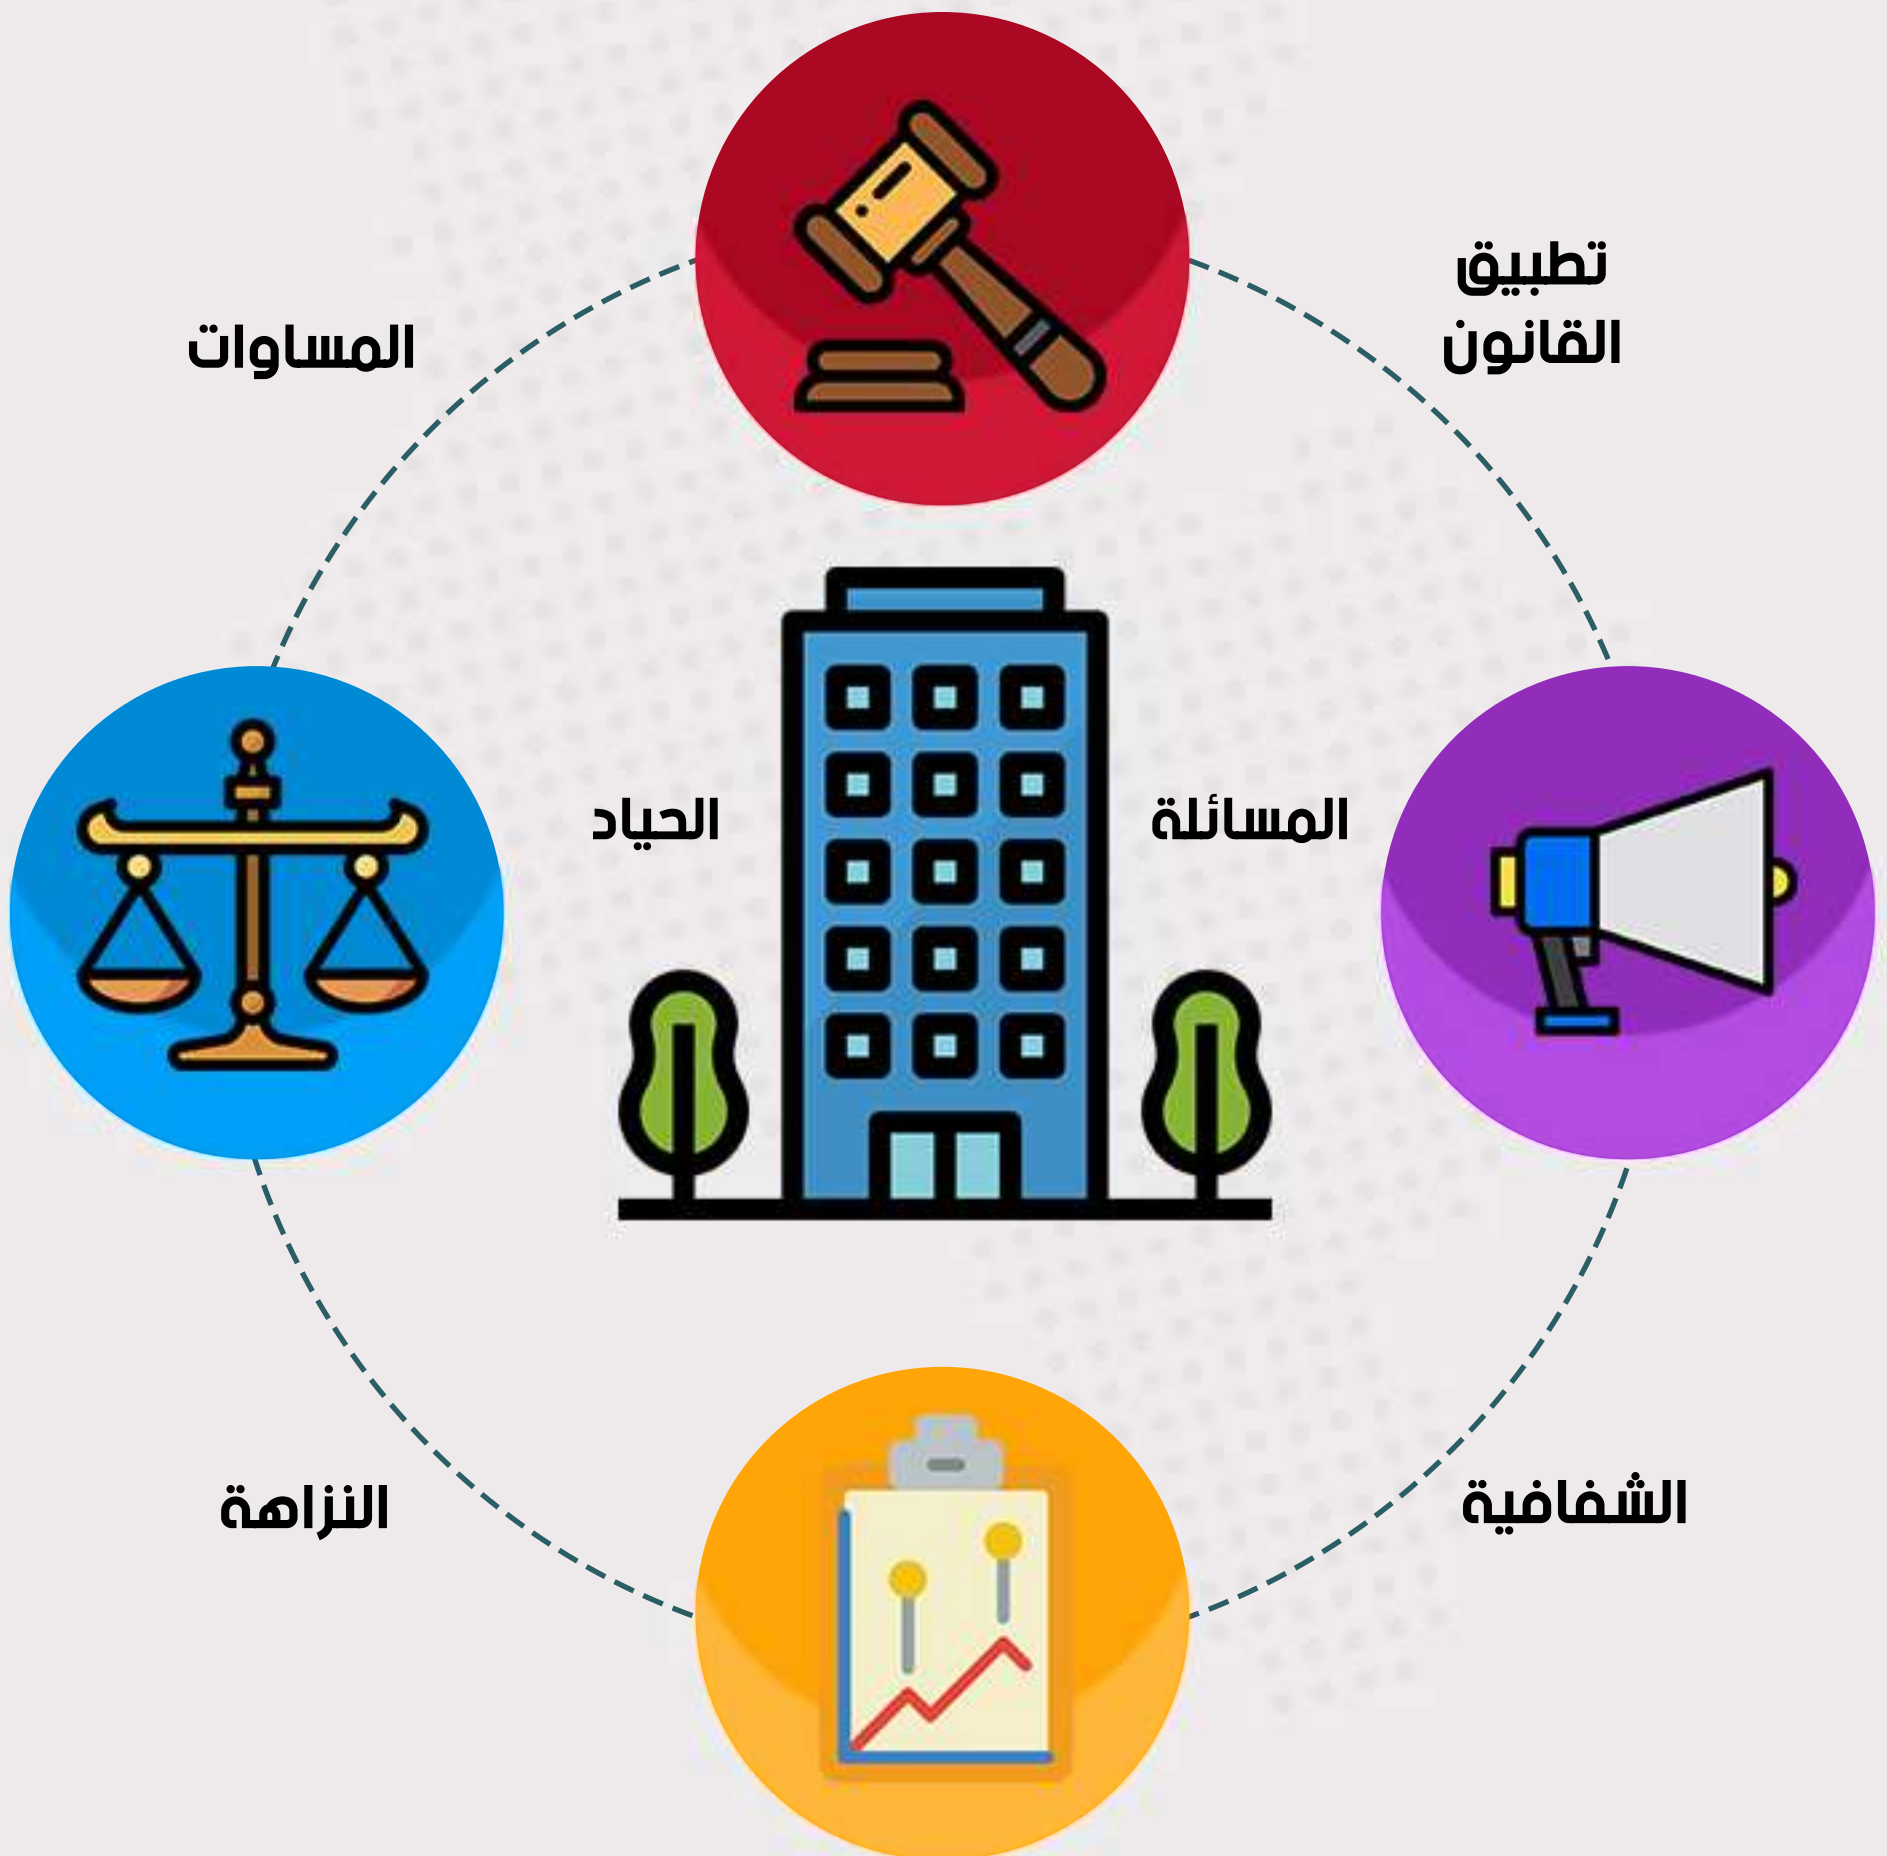 تطبيق
القانون
المساوات
المسائلة
الحياد
الشفافية
النزاهة